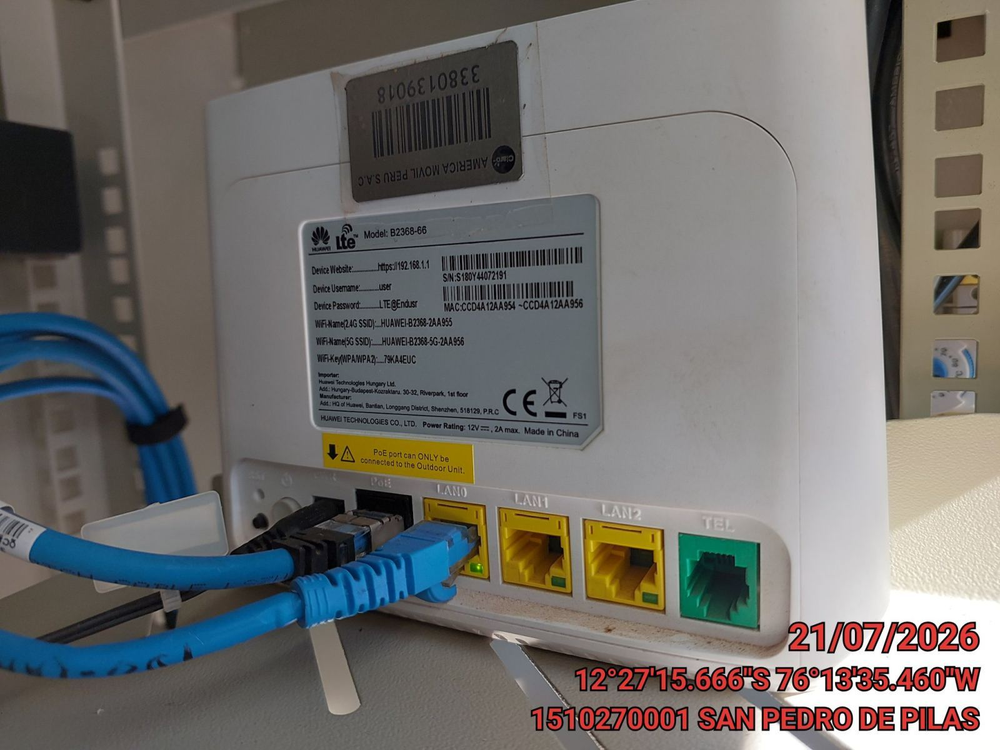 3380139018
Claro AMERICA MOVIL PERU S.A.C
HUAWEI Lte™ Model: B2368-66
Device Website:...............https://192.168.1.1
Device Username:............user
Device Password:...........LTE@Endusr
WiFi-Name(2.4G SSID):...HUAWEI-B2368-2AA955
WiFi-Name(5G SSID):......HUAWEI-B2368-5G-2AA956
WiFi-Key(WPA/WPA2):....79KA4EUC
S/N:S180Y44072191
MAC:CCD4A12AA954 ~CCD4A12AA956
Importer:
Huawei Technologies Hungary Ltd.
Add.: Hungary-Budapest-Kozraktaru. 30-32, Riverpark, 1st floor
Manufacturer:
Add.: HQ of Huawei, Bantian, Longgang District, Shenzhen, 518129, P.R.C
CE
FS1
HUAWEI TECHNOLOGIES CO., LTD. Power Rating: 12V⎓, 2A max. Made in China
PoE port can ONLY be
connected to the Outdoor Unit.
PoE
LAN0
LAN1
LAN2
TEL
21/07/2026
12°27'15.666"S 76°13'35.460"W
1510270001 SAN PEDRO DE PILAS